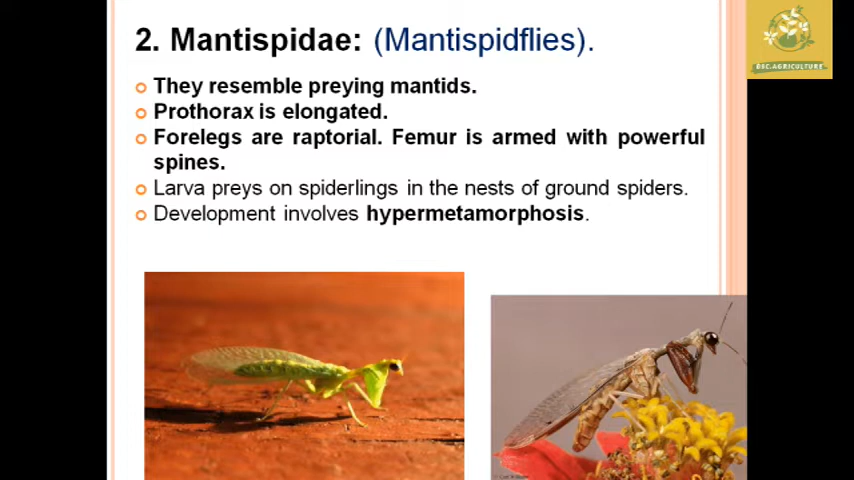 2. Mantispidae: (Mantispidflies).
They resemble preying mantids.
Prothorax is elongated.
Forelegs are raptorial. Femur is armed with powerful
spines.
Larva preys on spiderlings in the nests of ground spiders.
Development involves hypermetamorphosis.